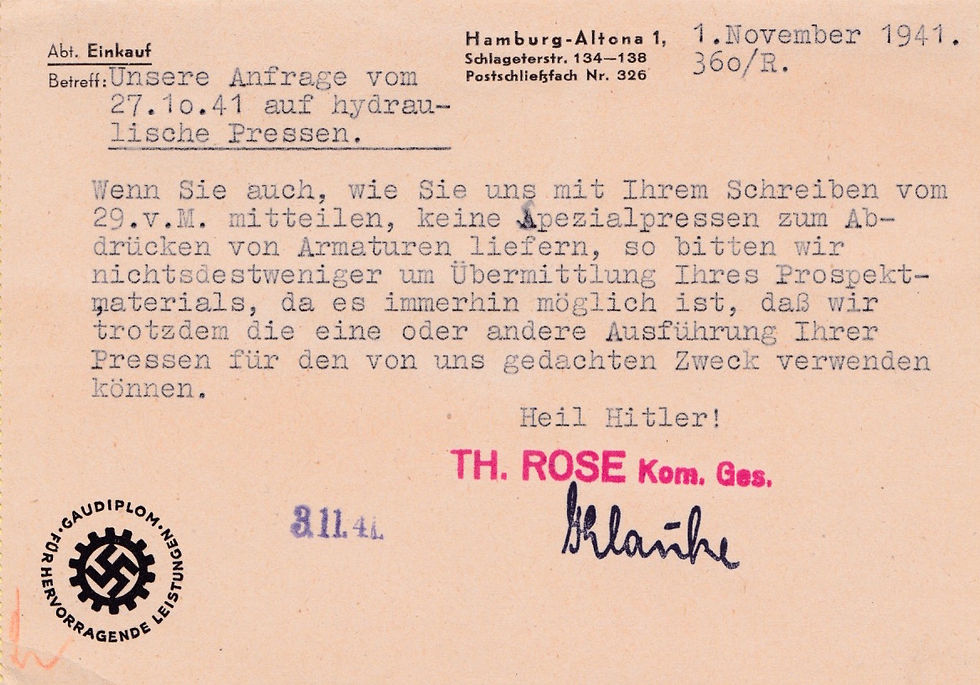 Abt. Einkauf
Hamburg-Altona 1,
Schlageterstr. 134—138
Postschließfach Nr. 326
1.November 1941.
36o/R.
Betreff: Unsere Anfrage vom
27.1o.41 auf hydrau-
lische Pressen.
Wenn Sie auch, wie Sie uns mit Ihrem Schreiben vom
29.v.M. mitteilen, keine Spezialpressen zum Ab-
drücken von Armaturen liefern, so bitten wir
nichtsdestweniger um Übermittlung Ihres Prospekt-
materials, da es immerhin möglich ist, daß wir
trotzdem die eine oder andere Ausführung Ihrer
Pressen für den von uns gedachten Zweck verwenden
können.
Heil Hitler!
TH. ROSE Kom. Ges.
3.11.41.
· GAUDIPLOM · FÜR HERVORRAGENDE LEISTUNGEN